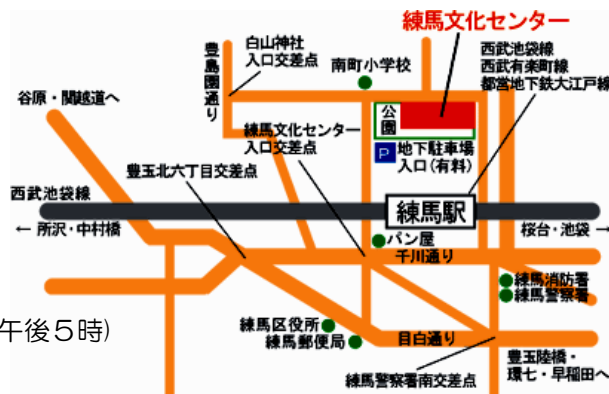 練馬文化センター
豊島園通り
白山神社
入口交差点
南町小学校
西武池袋線
西武有楽町線
都営地下鉄大江戸線
谷原・関越道へ
公園
練馬文化センター
入口交差点
P 地下駐車場
入口(有料)
豊玉北六丁目交差点
西武池袋線
練馬駅
← 所沢・中村橋
桜台・池袋 →
パン屋
千川通り
練馬消防署
練馬警察署
午後5時)
練馬区役所
練馬郵便局
目白通り
練馬警察署南交差点
豊玉陸橋・
環七・早稲田へ